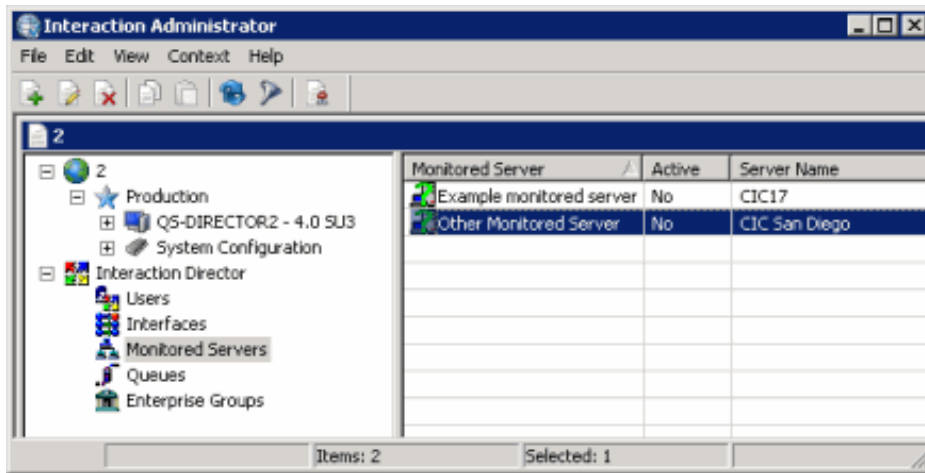 Interaction Administrator
File Edit View Context Help
2
2
Production
QS-DIRECTOR2 - 4.0 SU3
System Configuration
Interaction Director
Users
Interfaces
Monitored Servers
Queues
Enterprise Groups
Monitored Server Active Server Name
Example monitored server No CIC17
Other Monitored Server No CIC San Diego
Items: 2 Selected: 1